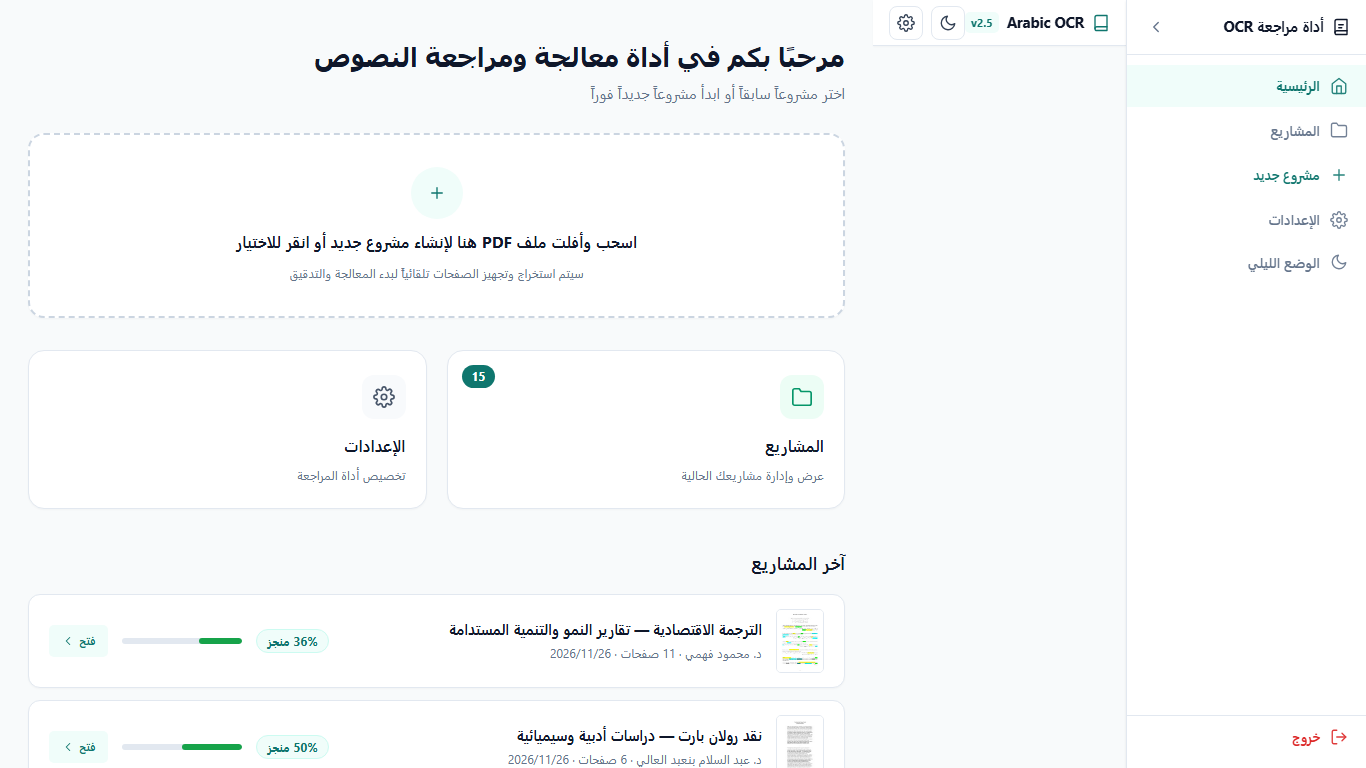 أداة مراجعة OCR
الرئيسية
المشاريع
مشروع جديد
الإعدادات
الوضع الليلي
خروج
Arabic OCR
v2.5
مرحبًا بكم في أداة معالجة ومراجعة النصوص
اختر مشروعاً سابقاً أو ابدأ مشروعاً جديداً فوراً
اسحب وأفلت ملف PDF هنا لإنشاء مشروع جديد أو انقر للاختيار
سيتم استخراج وتجهيز الصفحات تلقائياً لبدء المعالجة والتدقيق
15
المشاريع
عرض وإدارة مشاريعك الحالية
الإعدادات
تخصيص أداة المراجعة
آخر المشاريع
الترجمة الاقتصادية — تقارير النمو والتنمية المستدامة
د. محمود فهمي · 11 صفحات · 2026/11/26
36% منجز
فتح
نقد رولان بارت — دراسات أدبية وسيميائية
د. عبد السلام بنعبد العالي · 6 صفحات · 2026/11/26
50% منجز
فتح